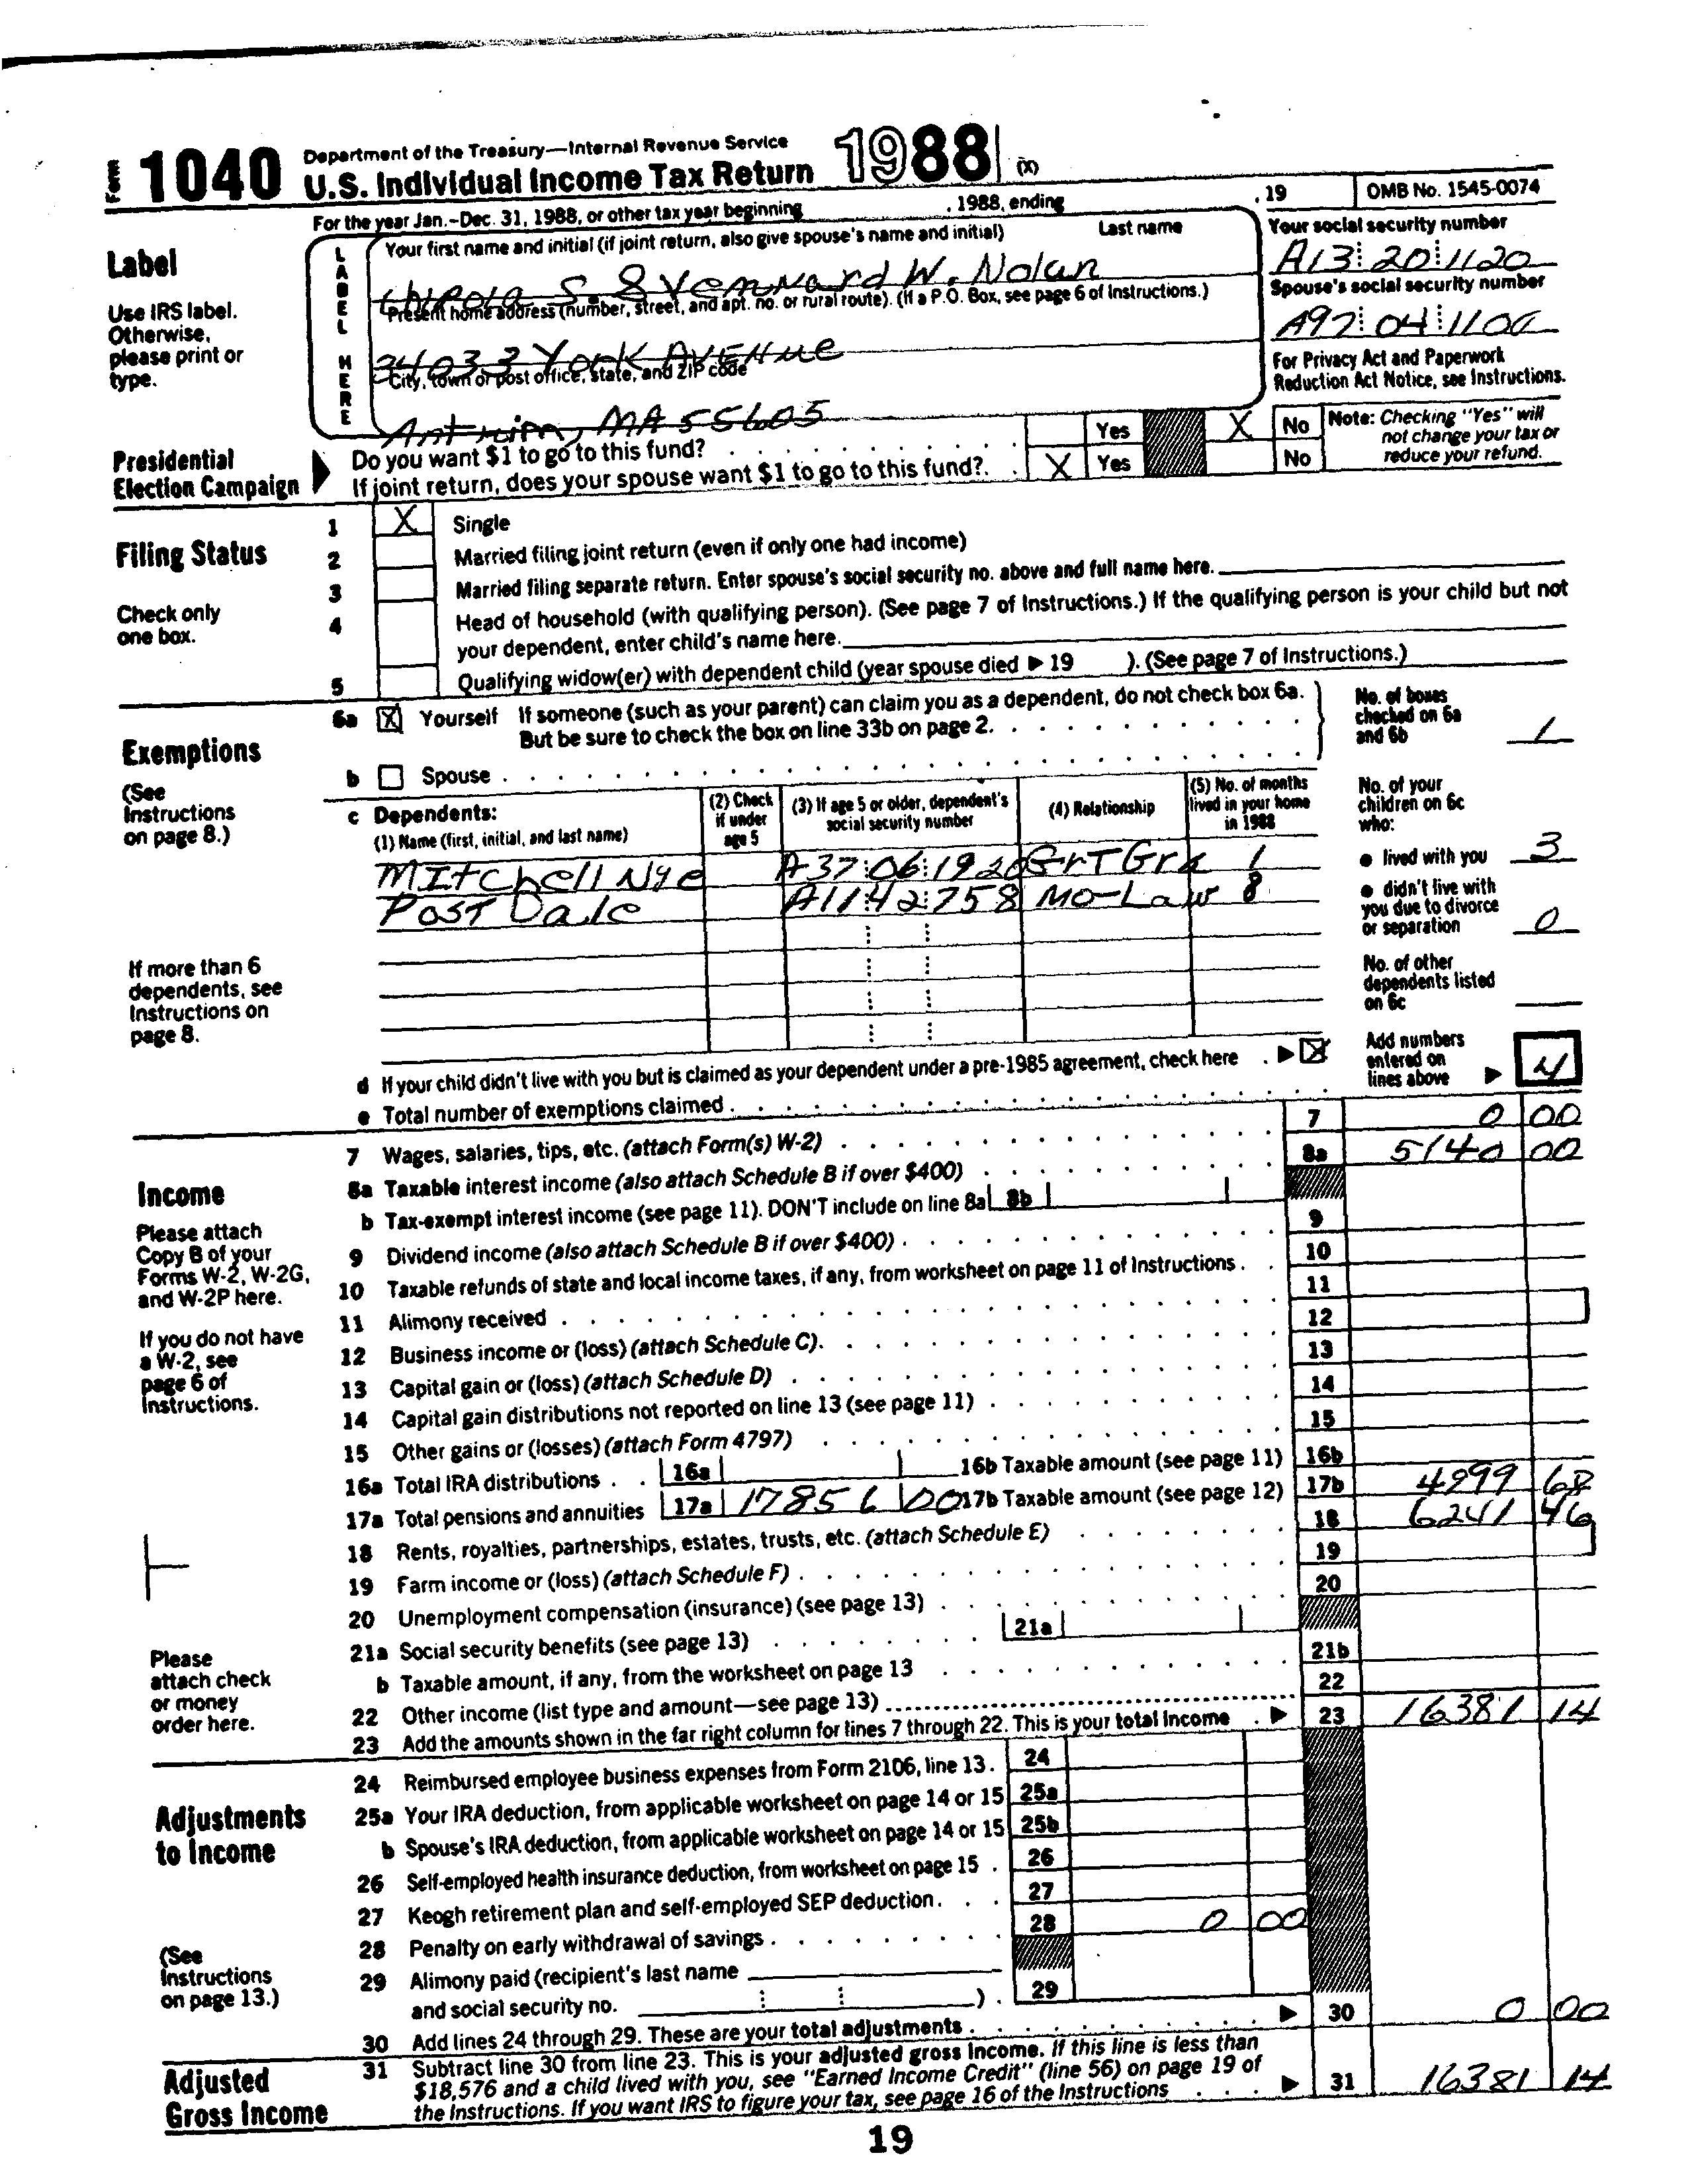 Form 1040 Department of the Treasury—Internal Revenue Service
U.S. Individual Income Tax Return 1988 (X)
For the year Jan.-Dec. 31, 1988, or other tax year beginning , 1988, ending , 19 OMB No. 1545-0074
Label
Use IRS label.
Otherwise,
please print or
type.
LABEL HERE
Your first name and initial (if joint return, also give spouse's name and initial) Last name
S. & Vennard W. Nolan
Present home address (number, street, and apt. no. or rural route). (If a P.O. Box, see page 6 of Instructions.)
34033 York AVENUE
City, town or post office, state, and ZIP code
Antrim, MA 55605
Your social security number
A13 20 1120
Spouse's social security number
A97 04 1100
For Privacy Act and Paperwork
Reduction Act Notice, see Instructions.
Presidential
Election Campaign
Do you want $1 to go to this fund? Yes X No
If joint return, does your spouse want $1 to go to this fund? X Yes No
Note: Checking "Yes" will
not change your tax or
reduce your refund.
Filing Status
Check only
one box.
1 X Single
2 Married filing joint return (even if only one had income)
3 Married filing separate return. Enter spouse's social security no. above and full name here.
4 Head of household (with qualifying person). (See page 7 of Instructions.) If the qualifying person is your child but not
your dependent, enter child's name here.
5 Qualifying widow(er) with dependent child (year spouse died ▶ 19 ). (See page 7 of Instructions.)
Exemptions
(See
Instructions
on page 8.)
6a X Yourself If someone (such as your parent) can claim you as a dependent, do not check box 6a.
But be sure to check the box on line 33b on page 2.
b Spouse
No. of boxes
checked on 6a
and 6b 1
c Dependents:
(1) Name (first, initial, and last name)
(2) Check
if under
age 5
(3) If age 5 or older, dependent's
social security number
(4) Relationship
(5) No. of months
lived in your home
in 1988
MItchell Nye A37 06 1920 GrTGra 1
PosT Dale A11 42 758 Mo-Law 8
No. of your
children on 6c
who:
● lived with you 3
● didn't live with
you due to divorce
or separation 0
No. of other
dependents listed
on 6c
If more than 6
dependents, see
Instructions on
page 8.
d If your child didn't live with you but is claimed as your dependent under a pre-1985 agreement, check here ▶ X
e Total number of exemptions claimed
Add numbers
entered on
lines above ▶ 4
Income
Please attach
Copy B of your
Forms W-2, W-2G,
and W-2P here.
If you do not have
a W-2, see
page 6 of
Instructions.
Please
attach check
or money
order here.
7 Wages, salaries, tips, etc. (attach Form(s) W-2) 7 0 00
8a Taxable interest income (also attach Schedule B if over $400) 8a 5140 00
b Tax-exempt interest income (see page 11). DON'T include on line 8a 8b
9 Dividend income (also attach Schedule B if over $400) 9
10 Taxable refunds of state and local income taxes, if any, from worksheet on page 11 of Instructions 10
11 Alimony received 11
12 Business income or (loss) (attach Schedule C) 12
13 Capital gain or (loss) (attach Schedule D) 13
14 Capital gain distributions not reported on line 13 (see page 11) 14
15 Other gains or (losses) (attach Form 4797) 15
16a Total IRA distributions 16a 16b Taxable amount (see page 11) 16b
17a Total pensions and annuities 17a 17856 00 17b Taxable amount (see page 12) 17b 4999 68
18 Rents, royalties, partnerships, estates, trusts, etc. (attach Schedule E) 18 6241 46
19 Farm income or (loss) (attach Schedule F) 19
20 Unemployment compensation (insurance) (see page 13) 20
21a Social security benefits (see page 13) 21a
b Taxable amount, if any, from the worksheet on page 13 21b
22 Other income (list type and amount—see page 13) 22
23 Add the amounts shown in the far right column for lines 7 through 22. This is your total income ▶ 23 16381 14
Adjustments
to Income
(See
Instructions
on page 13.)
24 Reimbursed employee business expenses from Form 2106, line 13. 24
25a Your IRA deduction, from applicable worksheet on page 14 or 15 25a
b Spouse's IRA deduction, from applicable worksheet on page 14 or 15 25b
26 Self-employed health insurance deduction, from worksheet on page 15 26
27 Keogh retirement plan and self-employed SEP deduction 27
28 Penalty on early withdrawal of savings 28 0 00
29 Alimony paid (recipient's last name
and social security no. ) 29
30 Add lines 24 through 29. These are your total adjustments ▶ 30 0 00
Adjusted
Gross Income
31 Subtract line 30 from line 23. This is your adjusted gross income. If this line is less than
$18,576 and a child lived with you, see "Earned Income Credit" (line 56) on page 19 of
the Instructions. If you want IRS to figure your tax, see page 16 of the Instructions ▶ 31 16381 14
19